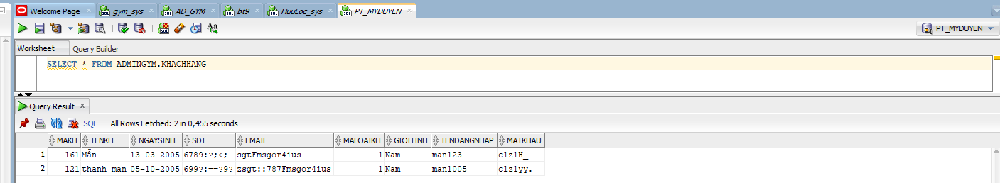 Welcome Page gym_sys AD_GYM bt9 HuuLoc_sys PT_MYDUYEN
PT_MYDUYEN
Worksheet Query Builder
SELECT * FROM ADMINGYM.KHACHHANG
Query Result x
SQL All Rows Fetched: 2 in 0,455 seconds
MAKH TENKH NGAYSINH SDT EMAIL MALOAIKH GIOITINH TENDANGNHAP MATKHAU
1 161 Mẫn 13-03-2005 6789:?;<; sgtFmsgor4ius 1 Nam man123 clz1H_
2 121 thanh man 05-10-2005 699?:==?9? zsgt::787Fmsgor4ius 1 Nam man1005 clz1yy.